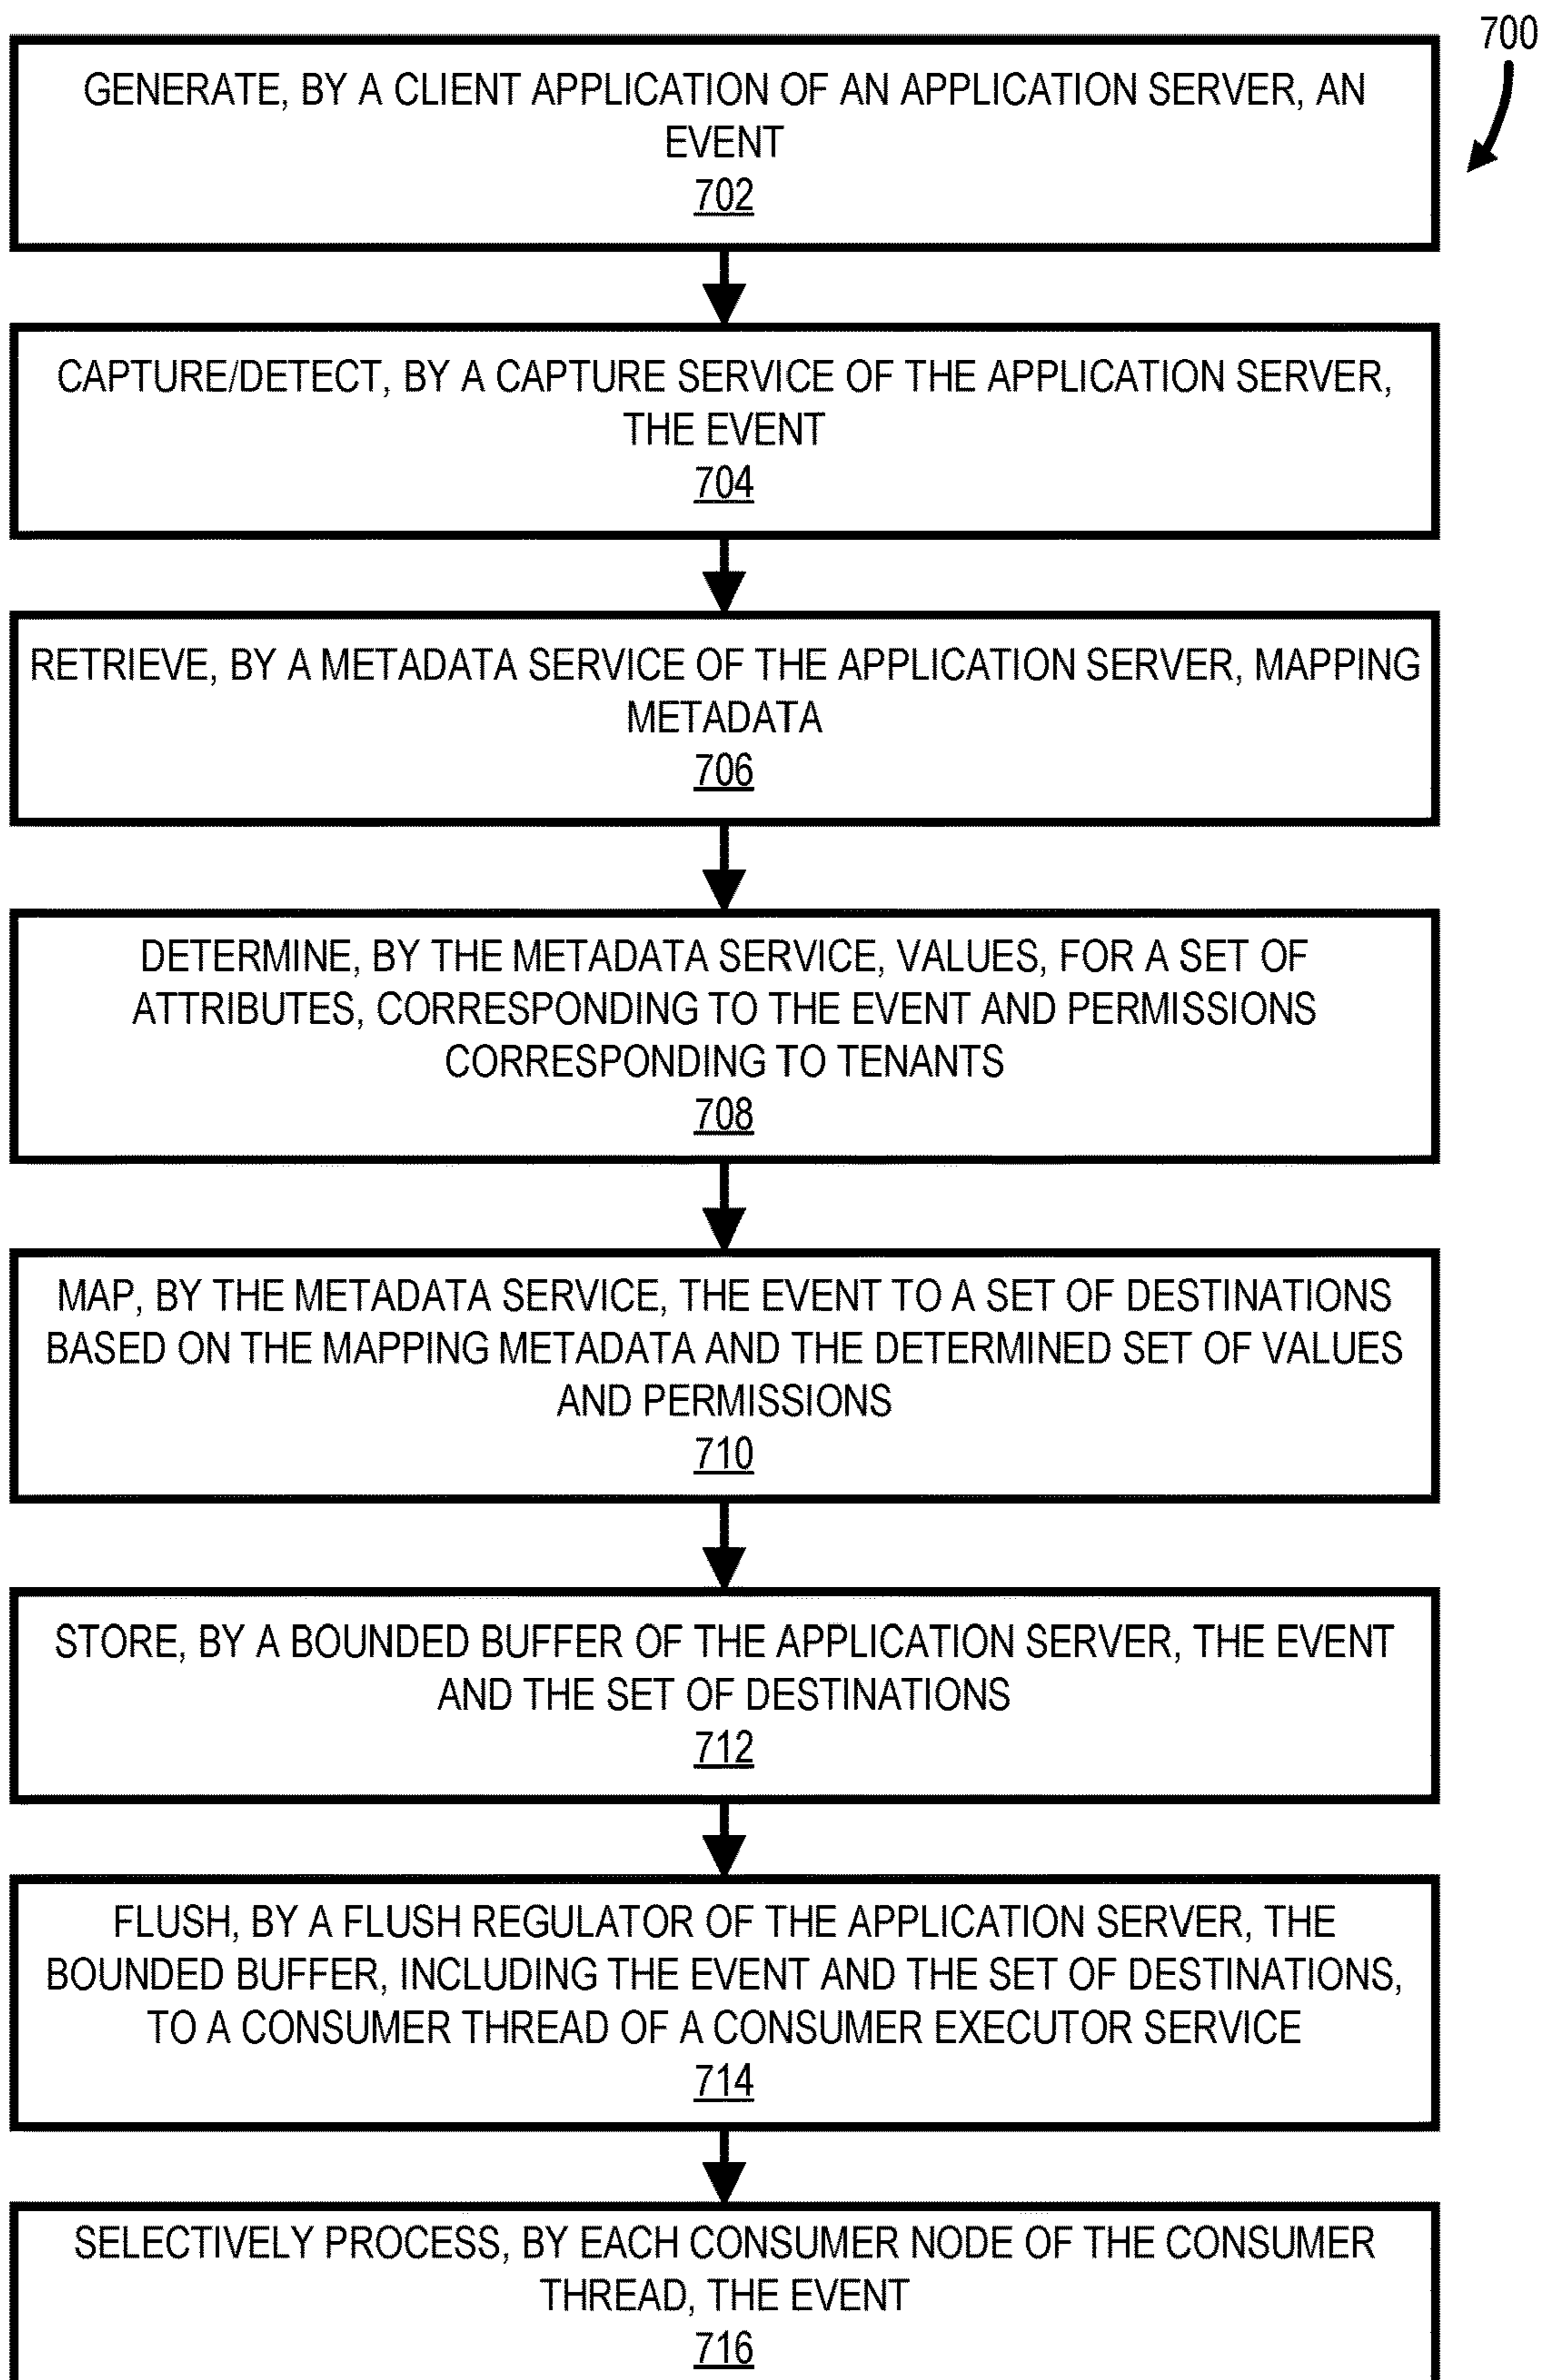 700
GENERATE, BY A CLIENT APPLICATION OF AN APPLICATION SERVER, AN
EVENT
702
CAPTURE/DETECT, BY A CAPTURE SERVICE OF THE APPLICATION SERVER,
THE EVENT
704
RETRIEVE, BY A METADATA SERVICE OF THE APPLICATION SERVER, MAPPING
METADATA
706
DETERMINE, BY THE METADATA SERVICE, VALUES, FOR A SET OF
ATTRIBUTES, CORRESPONDING TO THE EVENT AND PERMISSIONS
CORRESPONDING TO TENANTS
708
MAP, BY THE METADATA SERVICE, THE EVENT TO A SET OF DESTINATIONS
BASED ON THE MAPPING METADATA AND THE DETERMINED SET OF VALUES
AND PERMISSIONS
710
STORE, BY A BOUNDED BUFFER OF THE APPLICATION SERVER, THE EVENT
AND THE SET OF DESTINATIONS
712
FLUSH, BY A FLUSH REGULATOR OF THE APPLICATION SERVER, THE
BOUNDED BUFFER, INCLUDING THE EVENT AND THE SET OF DESTINATIONS,
TO A CONSUMER THREAD OF A CONSUMER EXECUTOR SERVICE
714
SELECTIVELY PROCESS, BY EACH CONSUMER NODE OF THE CONSUMER
THREAD, THE EVENT
716